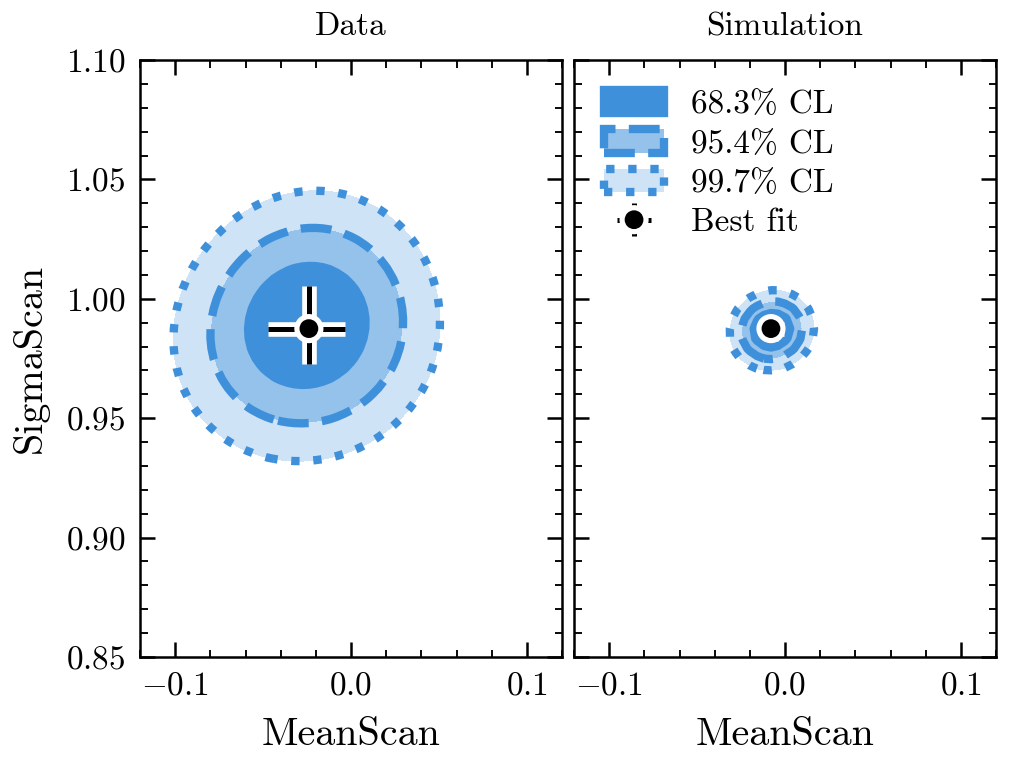 Data
Simulation
1.10
1.05
1.00
0.95
0.90
0.85
SigmaScan
68.3% CL
95.4% CL
99.7% CL
Best fit
−0.1 0.0 0.1
−0.1 0.0 0.1
MeanScan
MeanScan